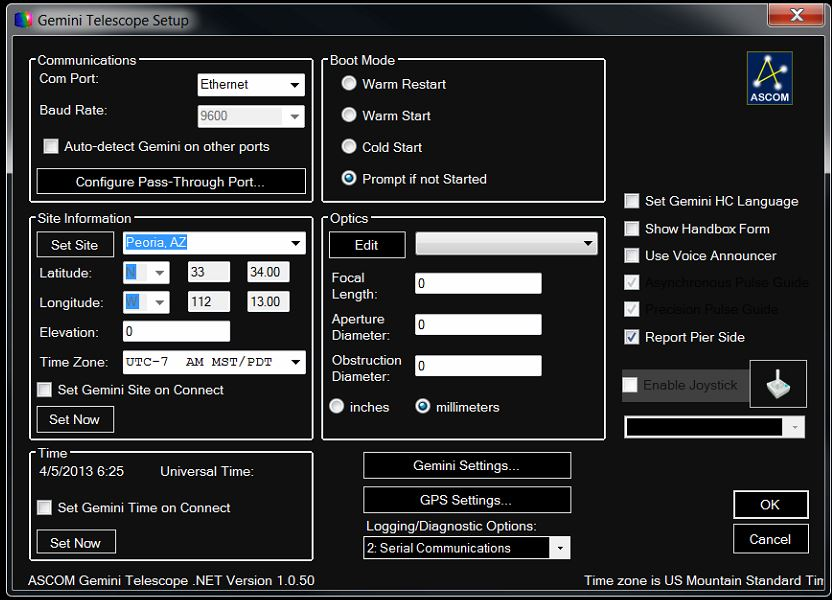 Gemini Telescope Setup
Communications
Com Port:
Ethernet
Baud Rate:
9600
Auto-detect Gemini on other ports
Configure Pass-Through Port...
Boot Mode
Warm Restart
Warm Start
Cold Start
Prompt if not Started
ASCOM
Site Information
Set Site
Peoria, AZ
Latitude:
N
33
34.00
Longitude:
W
112
13.00
Elevation:
0
Time Zone:
UTC-7 AM MST/PDT
Set Gemini Site on Connect
Set Now
Optics
Edit
Focal
Length:
0
Aperture
Diameter:
0
Obstruction
Diameter:
0
inches
millimeters
Set Gemini HC Language
Show Handbox Form
Use Voice Announcer
Asynchronous Pulse Guide
Precision Pulse Guide
Report Pier Side
Enable Joystick
Time
4/5/2013 6:25
Universal Time:
Set Gemini Time on Connect
Set Now
Gemini Settings...
GPS Settings...
Logging/Diagnostic Options:
2: Serial Communications
OK
Cancel
ASCOM Gemini Telescope .NET Version 1.0.50
Time zone is US Mountain Standard Tim